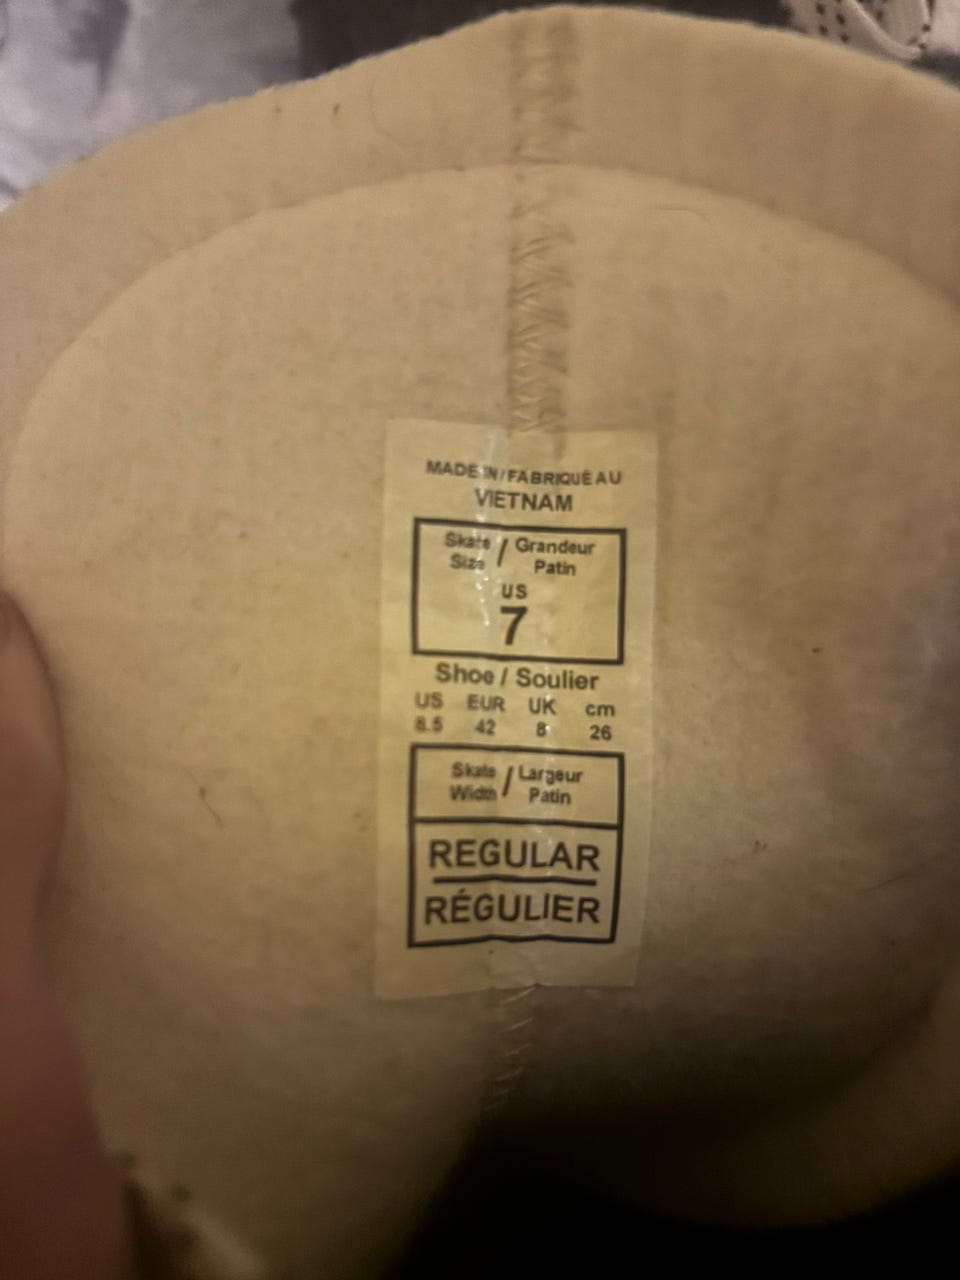 MADE IN / FABRIQUÉ AU
VIETNAM
Skate / Grandeur
Size Patin
US
7
Shoe / Soulier
US EUR UK cm
8.5 42 8 26
Skate / Largeur
Width Patin
REGULAR
RÉGULIER